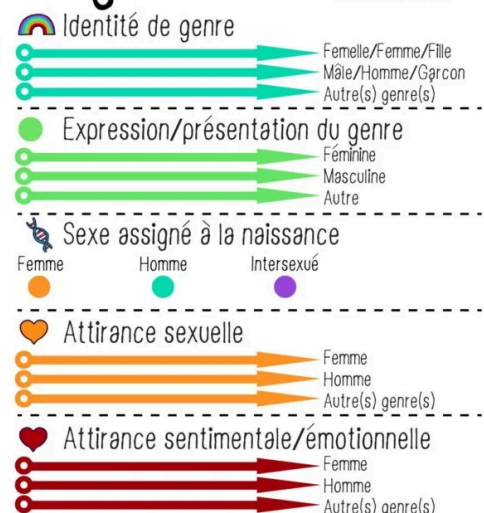 Identité de genre
Femelle/Femme/Fille
Mâle/Homme/Garçon
Autre(s) genre(s)
Expression/présentation du genre
Féminine
Masculine
Autre
Sexe assigné à la naissance
Femme Homme Intersexué
Attirance sexuelle
Femme
Homme
Autre(s) genre(s)
Attirance sentimentale/émotionnelle
Femme
Homme
Autre(s) genre(s)